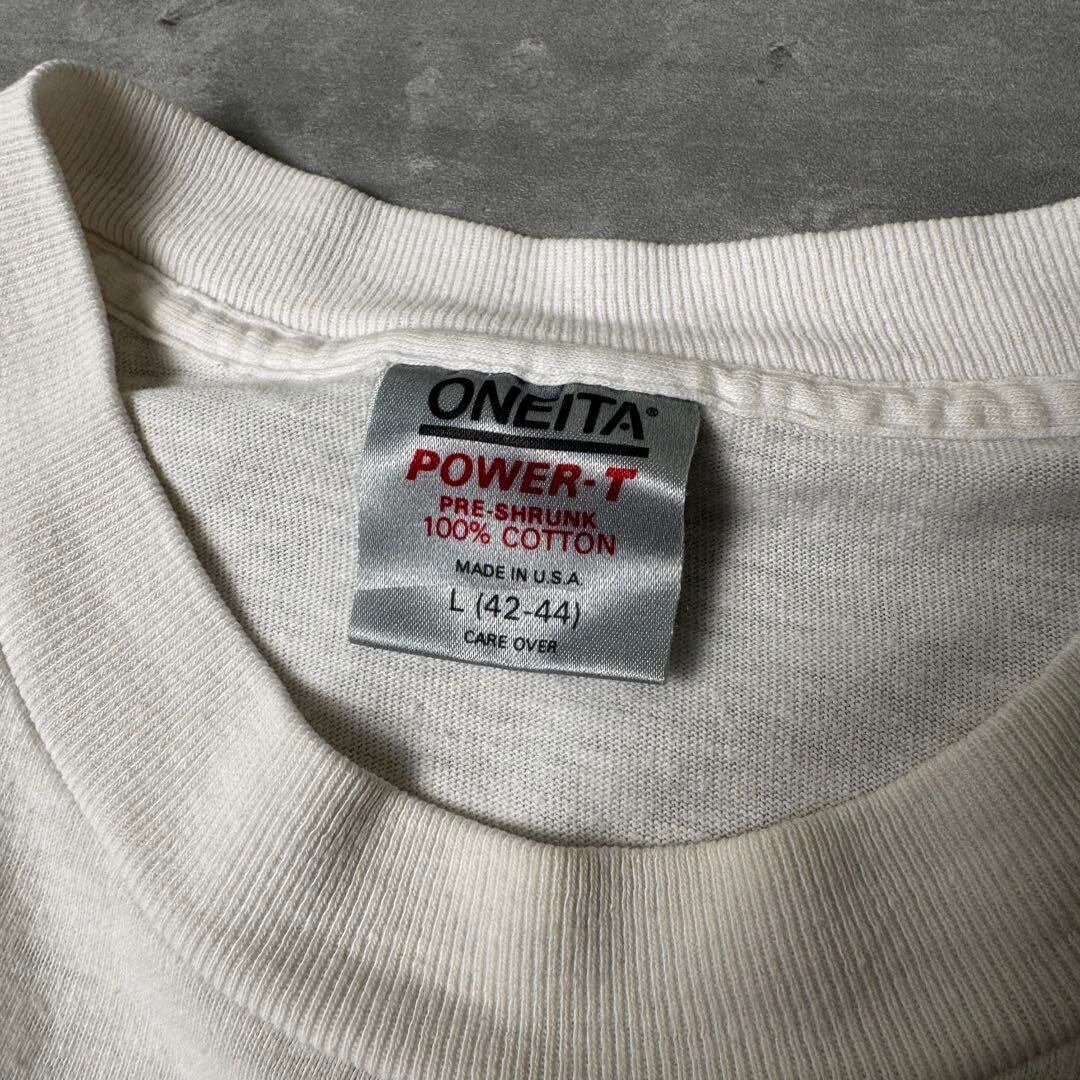 ONEITA®
POWER-T
PRE-SHRUNK
100% COTTON
MADE IN U.S.A.
L (42-44)
CARE OVER